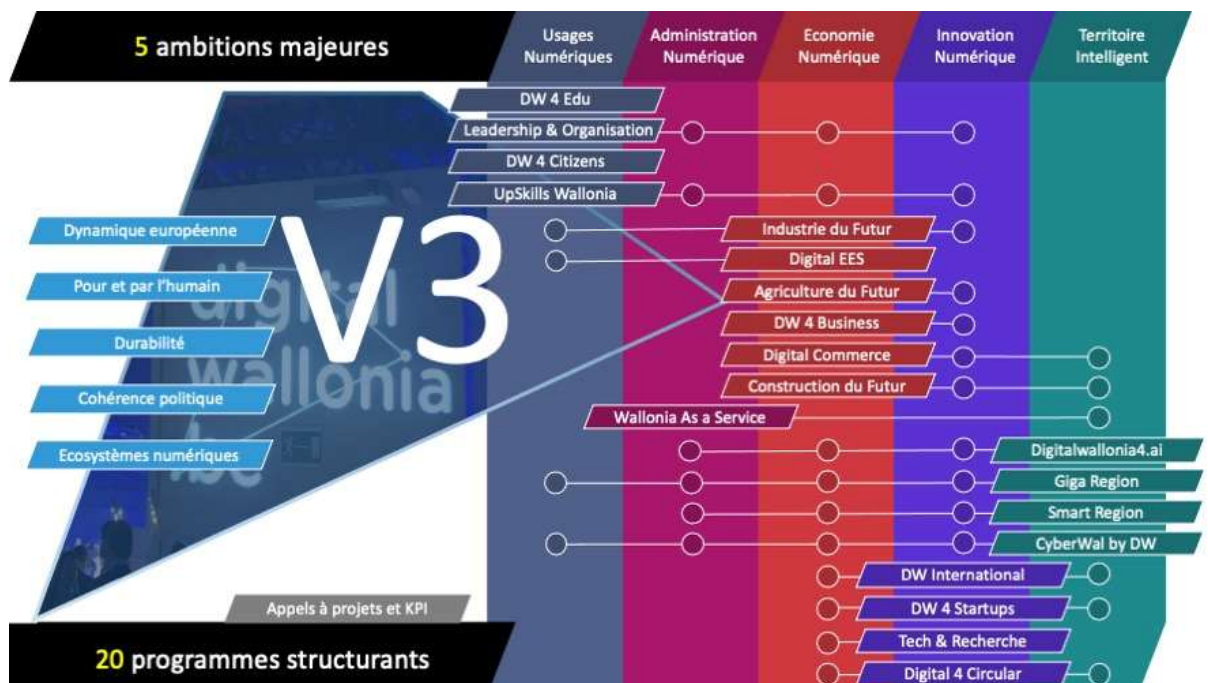 5 ambitions majeures
Usages
Numériques
Administration
Numérique
Economie
Numérique
Innovation
Numérique
Territoire
Intelligent
DW 4 Edu
Leadership & Organisation
DW 4 Citizens
UpSkills Wallonia
Dynamique européenne
Pour et par l'humain
Durabilité
Cohérence politique
Ecosystèmes numériques
V3
digital
wallonia
.be
Industrie du Futur
Digital EES
Agriculture du Futur
DW 4 Business
Digital Commerce
Construction du Futur
Wallonia As a Service
Digitalwallonia4.ai
Giga Region
Smart Region
CyberWal by DW
DW International
DW 4 Startups
Tech & Recherche
Digital 4 Circular
Appels à projets et KPI
20 programmes structurants